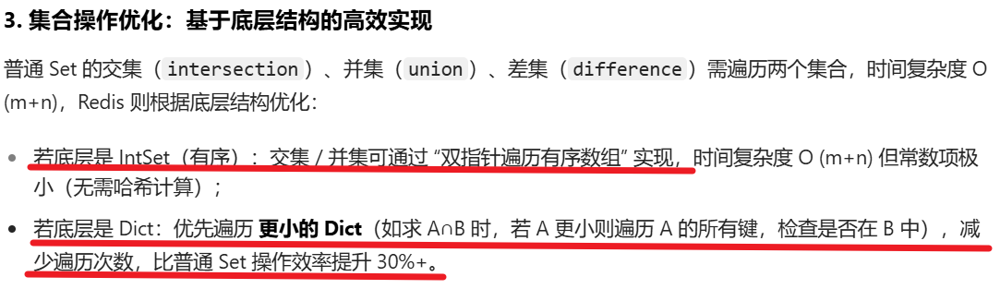 3. 集合操作优化：基于底层结构的高效实现
普通 Set 的交集（intersection）、并集（union）、差集（difference）需遍历两个集合，时间复杂度 O
(m+n)，Redis 则根据底层结构优化：
• 若底层是 IntSet（有序）：交集 / 并集可通过 “双指针遍历有序数组” 实现，时间复杂度 O (m+n) 但常数项极
小（无需哈希计算）；
• 若底层是 Dict：优先遍历 更小的 Dict（如求 A∩B 时，若 A 更小则遍历 A 的所有键，检查是否在 B 中），减
少遍历次数，比普通 Set 操作效率提升 30%+。